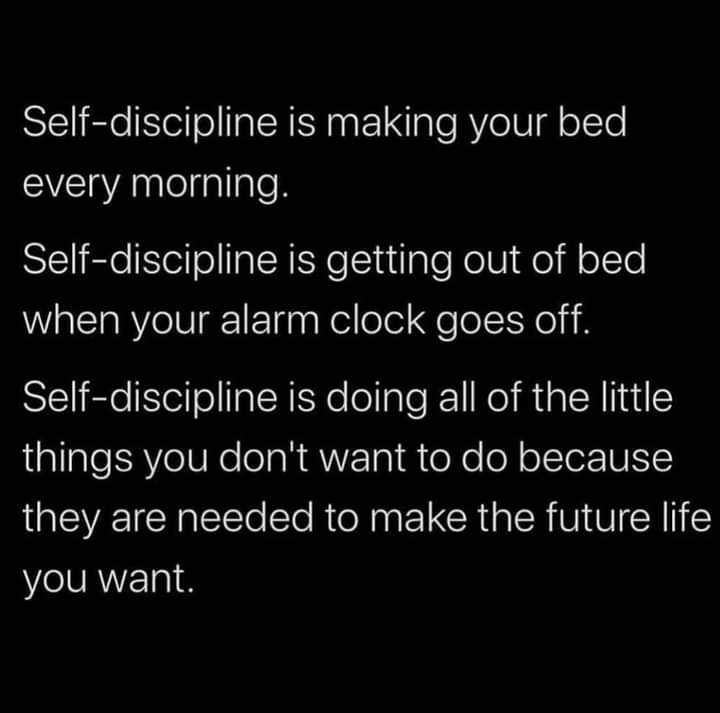 Self-discipline is making your bed
every morning.
Self-discipline is getting out of bed
when your alarm clock goes off.
Self-discipline is doing all of the little
things you don't want to do because
they are needed to make the future life
you want.